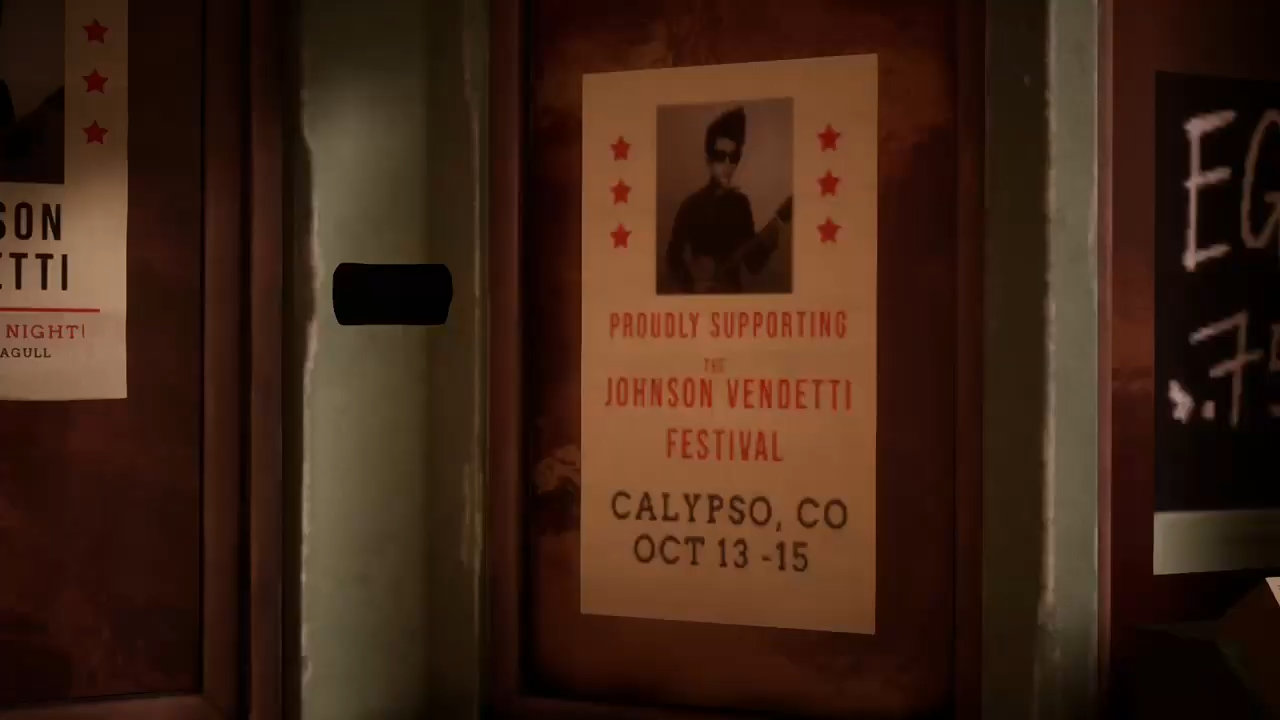 SON
ETTI
NIGHT!
AGULL
PROUDLY SUPPORTING
THE
JOHNSON VENDETTI
FESTIVAL
CALYPSO, CO
OCT 13 -15
EG
.75